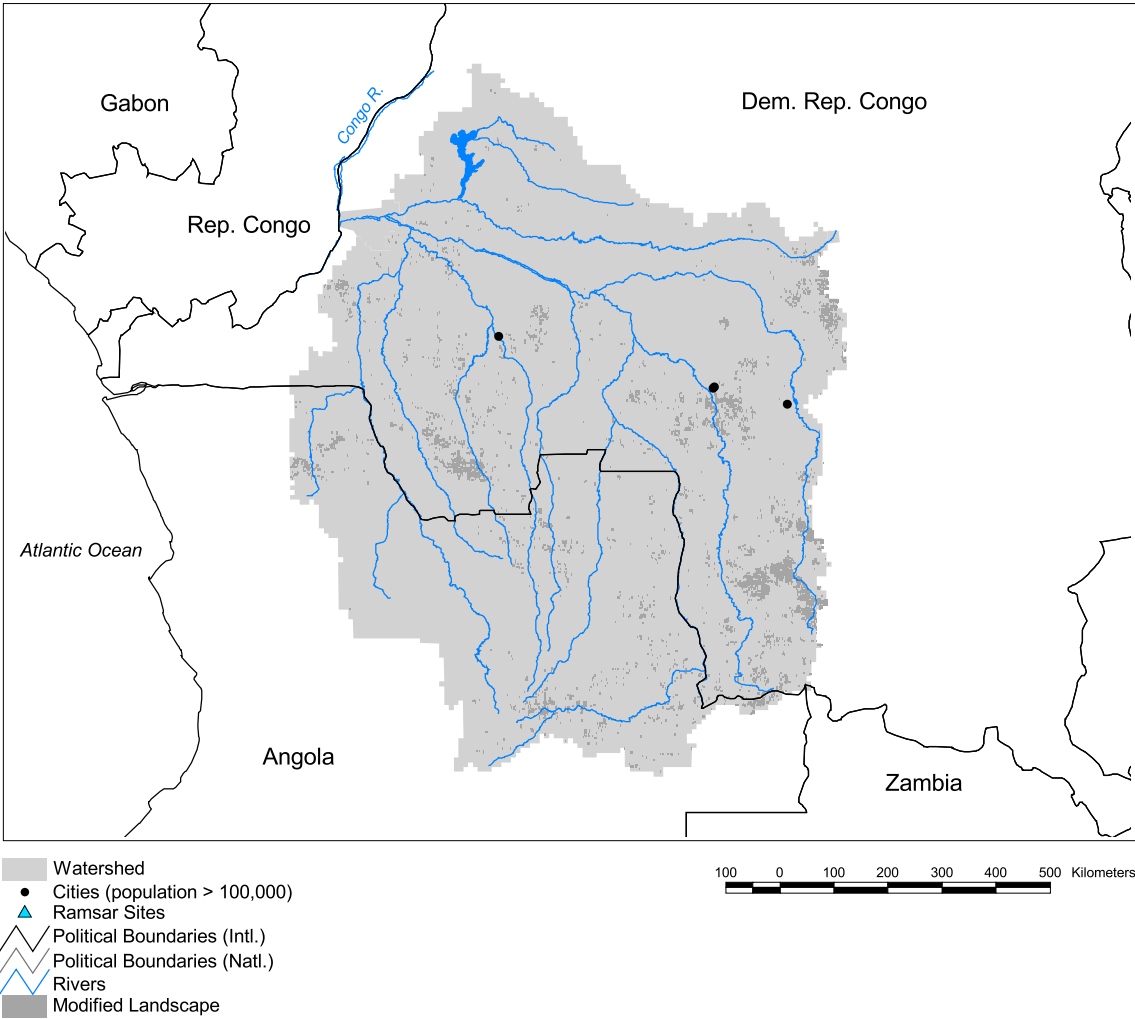 Gabon
Congo R.
Dem. Rep. Congo
Rep. Congo
Atlantic Ocean
Angola
Zambia
Watershed
Cities (population > 100,000)
Ramsar Sites
Political Boundaries (Intl.)
Political Boundaries (Natl.)
Rivers
Modified Landscape
100 0 100 200 300 400 500 Kilometers